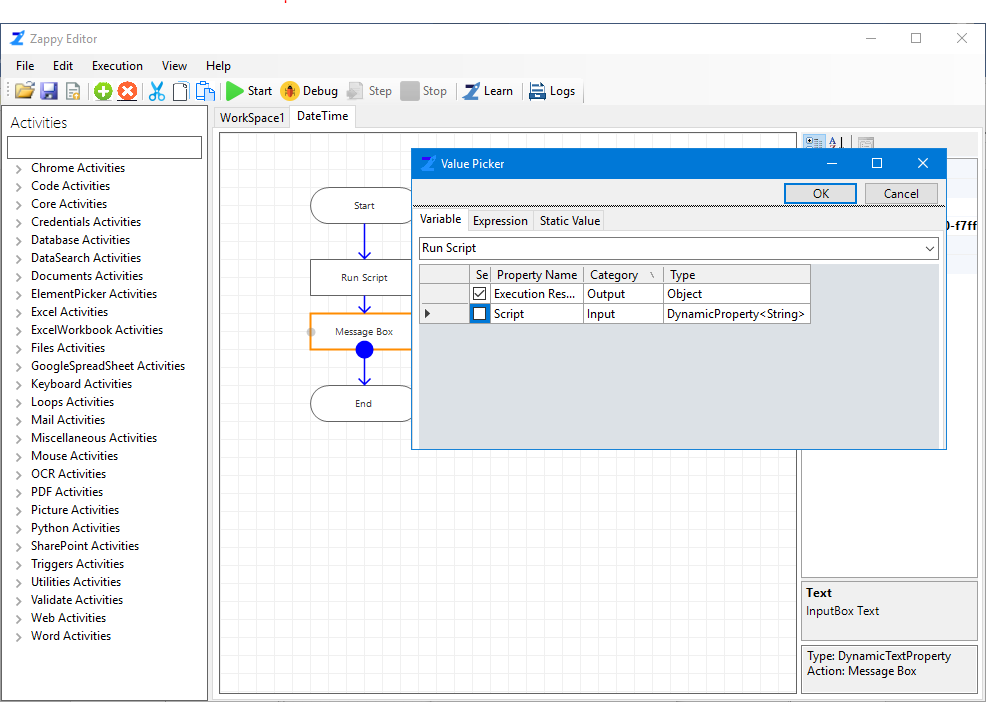 Zappy Editor
File Edit Execution View Help
Start Debug Step Stop Learn Logs
Activities
WorkSpace1 DateTime
Chrome Activities
Code Activities
Core Activities
Credentials Activities
Database Activities
DataSearch Activities
Documents Activities
ElementPicker Activities
Excel Activities
ExcelWorkbook Activities
Files Activities
GoogleSpreadSheet Activities
Keyboard Activities
Loops Activities
Mail Activities
Miscellaneous Activities
Mouse Activities
OCR Activities
PDF Activities
Picture Activities
Python Activities
SharePoint Activities
Triggers Activities
Utilities Activities
Validate Activities
Web Activities
Word Activities
Start
Run Script
Message Box
End
Value Picker
OK Cancel
Variable Expression Static Value
Run Script
Se Property Name Category Type
Execution Res... Output Object
Script Input DynamicProperty<String>
-f7ff
Text
InputBox Text
Type: DynamicTextProperty
Action: Message Box